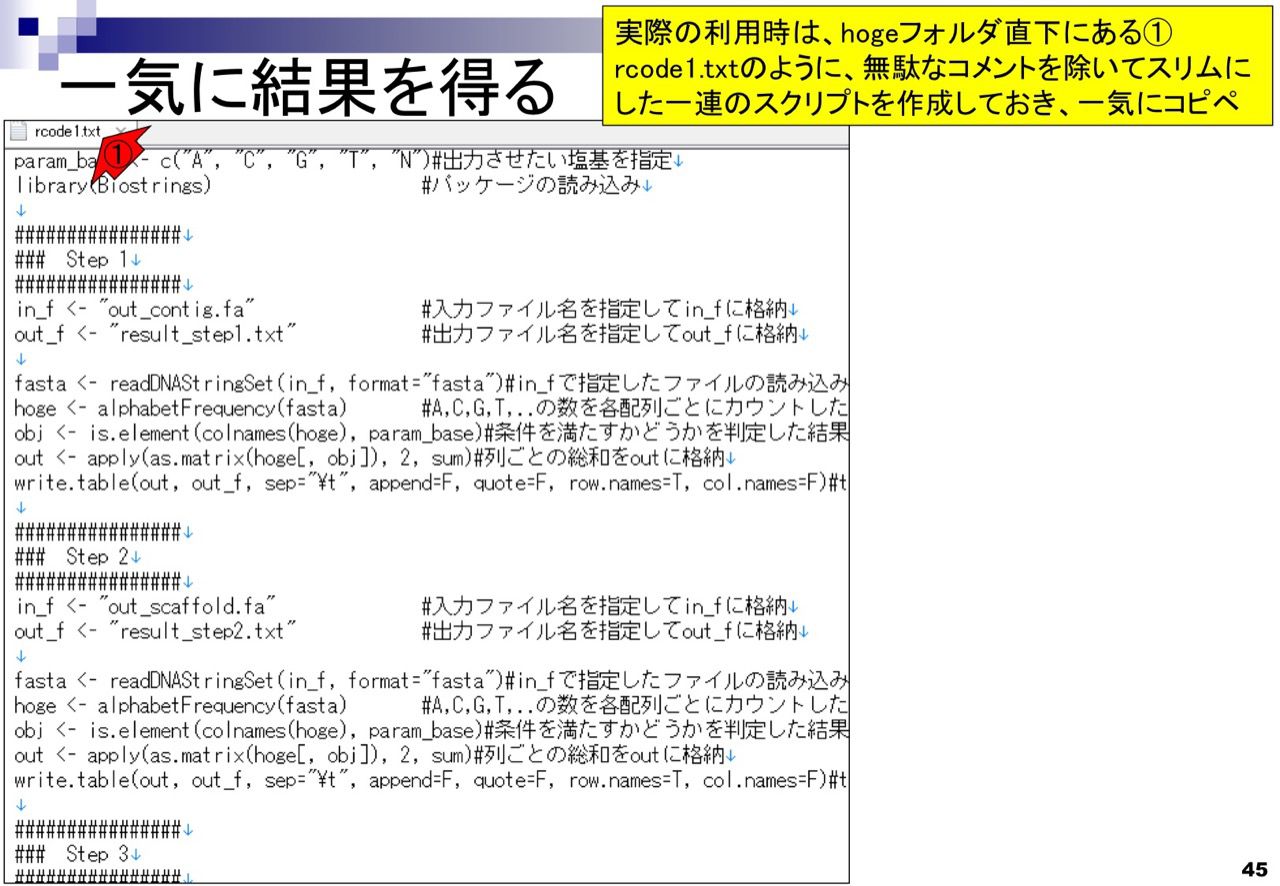 一気に結果を得る
実際の利用時は、hogeフォルダ直下にある①
rcode1.txtのように、無駄なコメントを除いてスリムに
した一連のスクリプトを作成しておき、一気にコピペ
rcode1.txt ×
①
param_ba <- c("A", "C", "G", "T", "N")#出力させたい塩基を指定↓
library(Biostrings) #パッケージの読み込み↓
↓
################↓
### Step 1↓
################↓
in_f <- "out_contig.fa" #入力ファイル名を指定してin_fに格納↓
out_f <- "result_step1.txt" #出力ファイル名を指定してout_fに格納↓
↓
fasta <- readDNAStringSet(in_f, format="fasta")#in_fで指定したファイルの読み込み
hoge <- alphabetFrequency(fasta) #A,C,G,T,..の数を各配列ごとにカウントした
obj <- is.element(colnames(hoge), param_base)#条件を満たすかどうかを判定した結果
out <- apply(as.matrix(hoge[, obj]), 2, sum)#列ごとの総和をoutに格納↓
write.table(out, out_f, sep="¥t", append=F, quote=F, row.names=T, col.names=F)#t
↓
################↓
### Step 2↓
################↓
in_f <- "out_scaffold.fa" #入力ファイル名を指定してin_fに格納↓
out_f <- "result_step2.txt" #出力ファイル名を指定してout_fに格納↓
↓
fasta <- readDNAStringSet(in_f, format="fasta")#in_fで指定したファイルの読み込み
hoge <- alphabetFrequency(fasta) #A,C,G,T,..の数を各配列ごとにカウントした
obj <- is.element(colnames(hoge), param_base)#条件を満たすかどうかを判定した結果
out <- apply(as.matrix(hoge[, obj]), 2, sum)#列ごとの総和をoutに格納↓
write.table(out, out_f, sep="¥t", append=F, quote=F, row.names=T, col.names=F)#t
↓
################↓
### Step 3↓
################↓
45